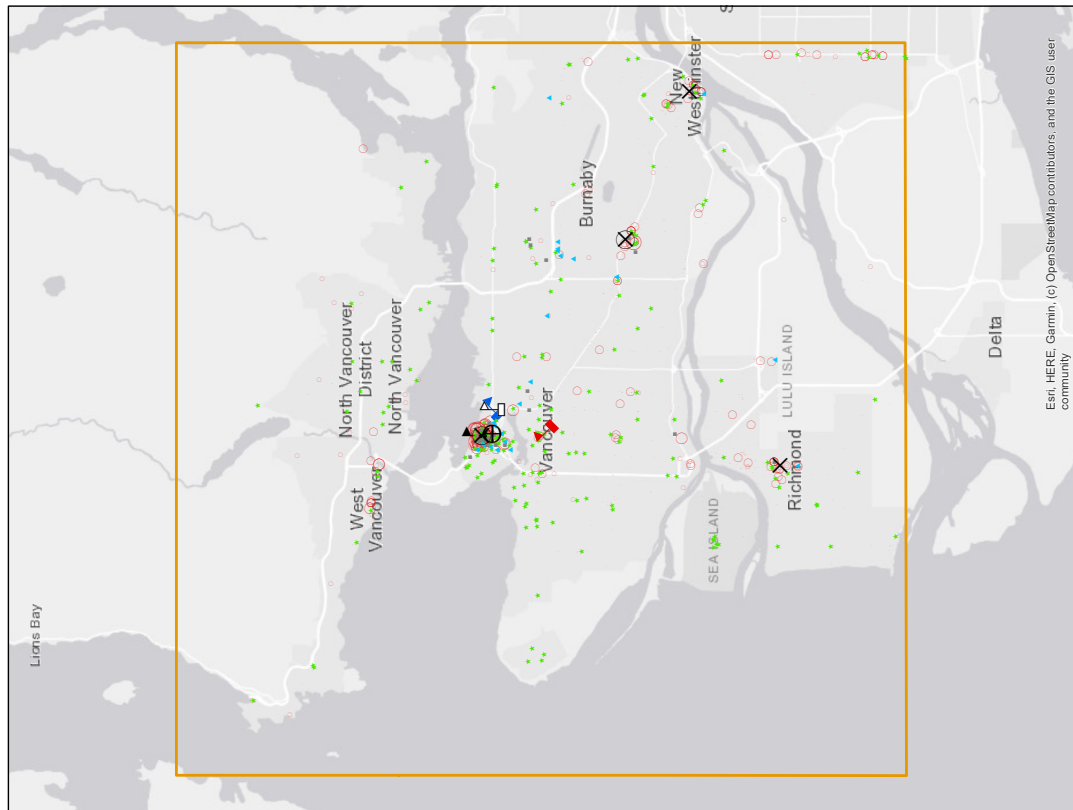 Lions Bay
North Vancouver
District
North Vancouver
West
Vancouver
Burnaby
New
Westminster
S
Vancouver
LULU ISLAND
SEA ISLAND
Richmond
Delta
Esri, HERE, Garmin, (c) OpenStreetMap contributors, and the GIS user
community